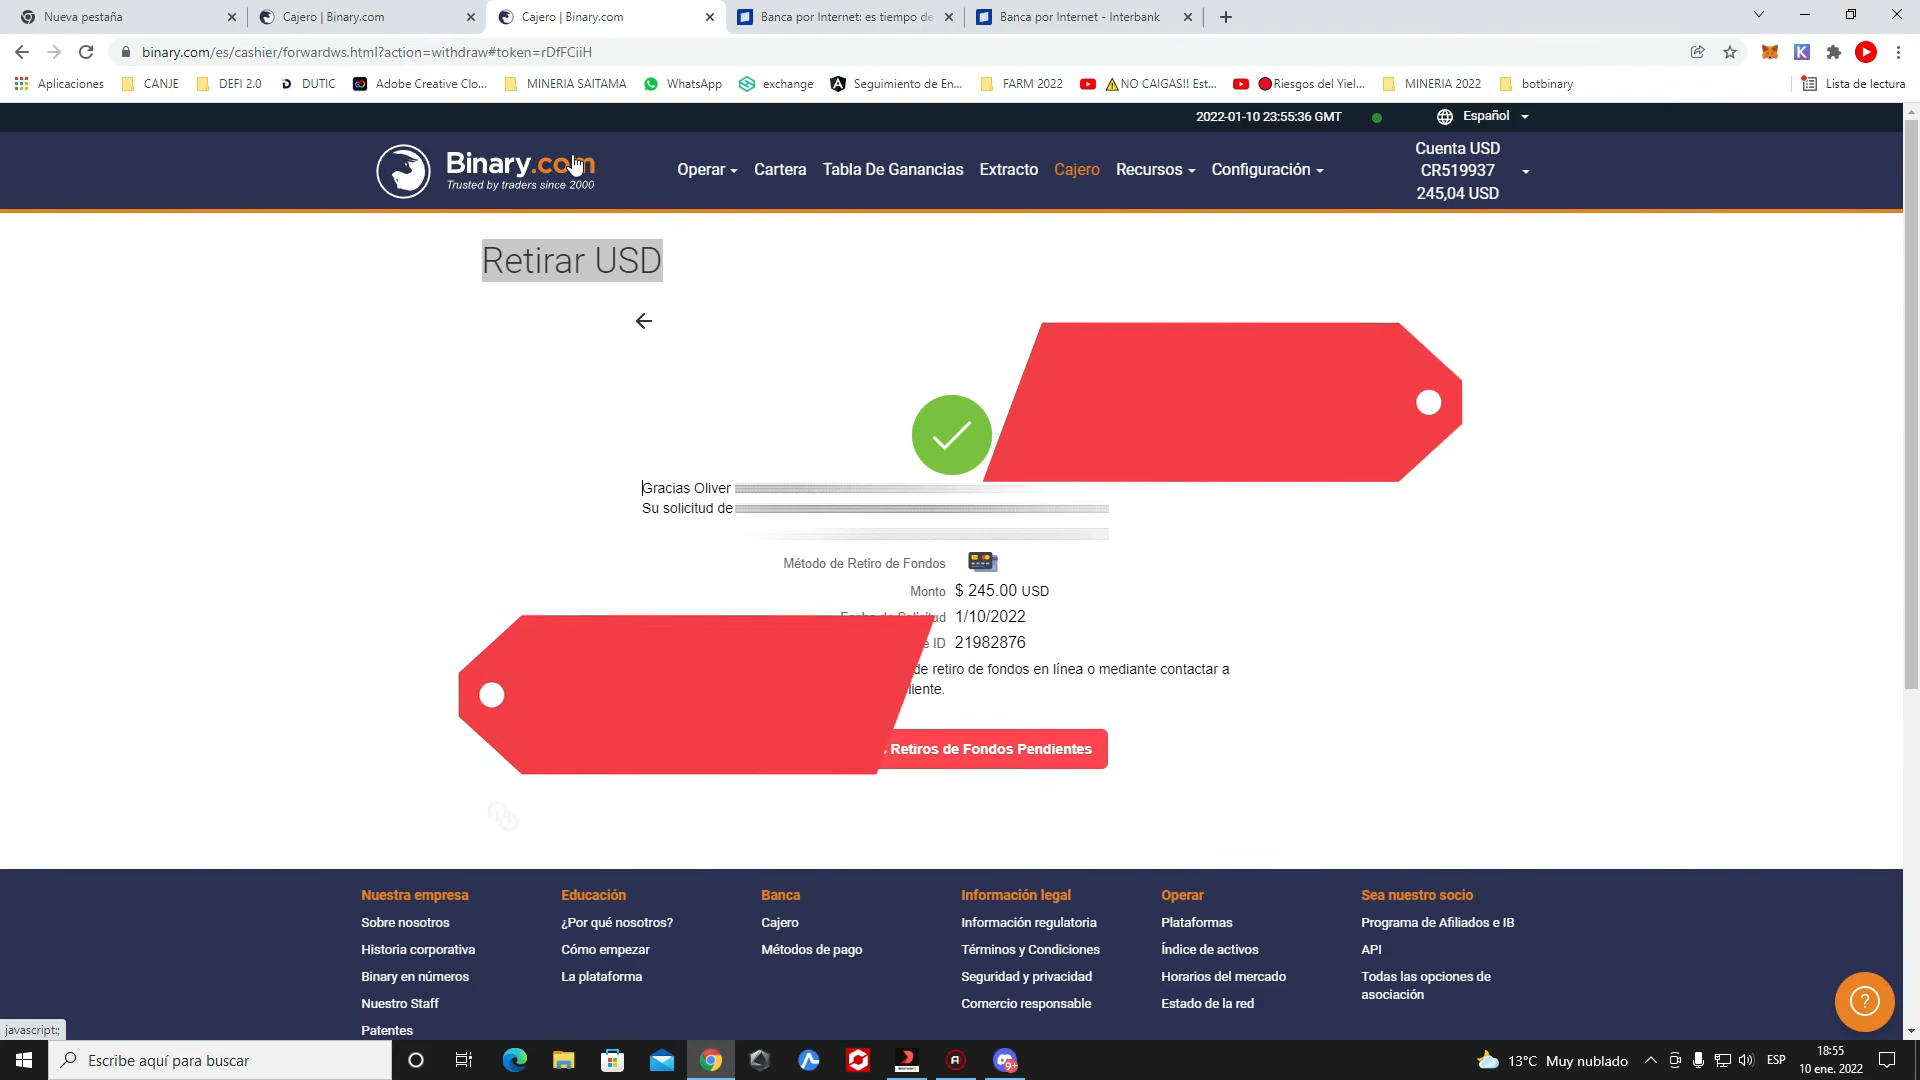 Nueva pestaña
Cajero | Binary.com
Cajero | Binary.com
Banca por Internet: es tiempo de
Banca por Internet - Interbank
binary.com/es/cashier/forwardws.html?action=withdraw#token=rDfFCiiH
Aplicaciones CANJE DEFI 2.0 DUTIC Adobe Creative Clo... MINERIA SAITAMA WhatsApp exchange Seguimiento de En... FARM 2022 NO CAIGAS!! Est... Riesgos del Yiel... MINERIA 2022 botbinary Lista de lectura
2022-01-10 23:55:36 GMT Español
Binary.com
Trusted by traders since 2000
Operar Cartera Tabla De Ganancias Extracto Cajero Recursos Configuración
Cuenta USD
CR519937
245,04 USD
Retirar USD
Gracias Oliver
Su solicitud de
Método de Retiro de Fondos
Monto $ 245.00 USD
1/10/2022
ID 21982876
de retiro de fondos en línea o mediante contactar a
Retiros de Fondos Pendientes
Nuestra empresa Educación Banca Información legal Operar Sea nuestro socio
Sobre nosotros ¿Por qué nosotros? Cajero Información regulatoria Plataformas Programa de Afiliados e IB
Historia corporativa Cómo empezar Métodos de pago Términos y Condiciones Índice de activos API
Binary en números La plataforma Seguridad y privacidad Horarios del mercado Todas las opciones de
asociación
Nuestro Staff Comercio responsable Estado de la red
Patentes
javascript:;
Escribe aquí para buscar
13°C Muy nublado
ESP
18:55
10 ene. 2022